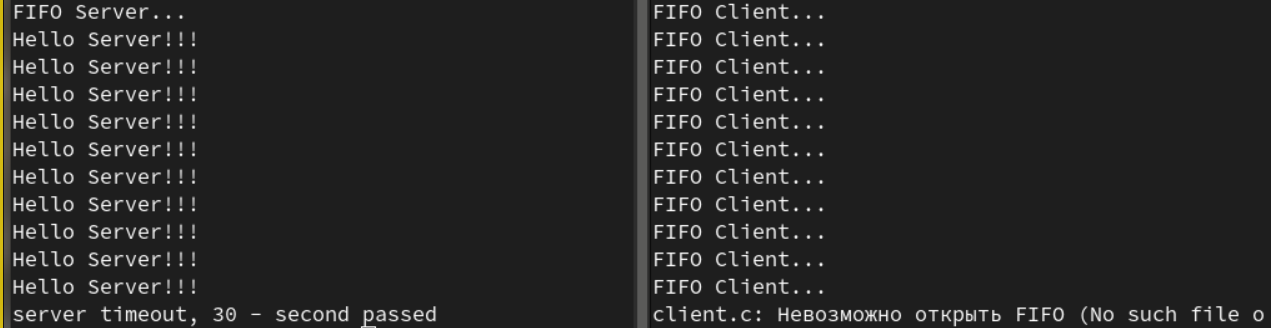 FIFO Server...
Hello Server!!!
Hello Server!!!
Hello Server!!!
Hello Server!!!
Hello Server!!!
Hello Server!!!
Hello Server!!!
Hello Server!!!
Hello Server!!!
Hello Server!!!
server timeout, 30 - second passed
FIFO Client...
FIFO Client...
FIFO Client...
FIFO Client...
FIFO Client...
FIFO Client...
FIFO Client...
FIFO Client...
FIFO Client...
FIFO Client...
FIFO Client...
client.c: Невозможно открыть FIFO (No such file o